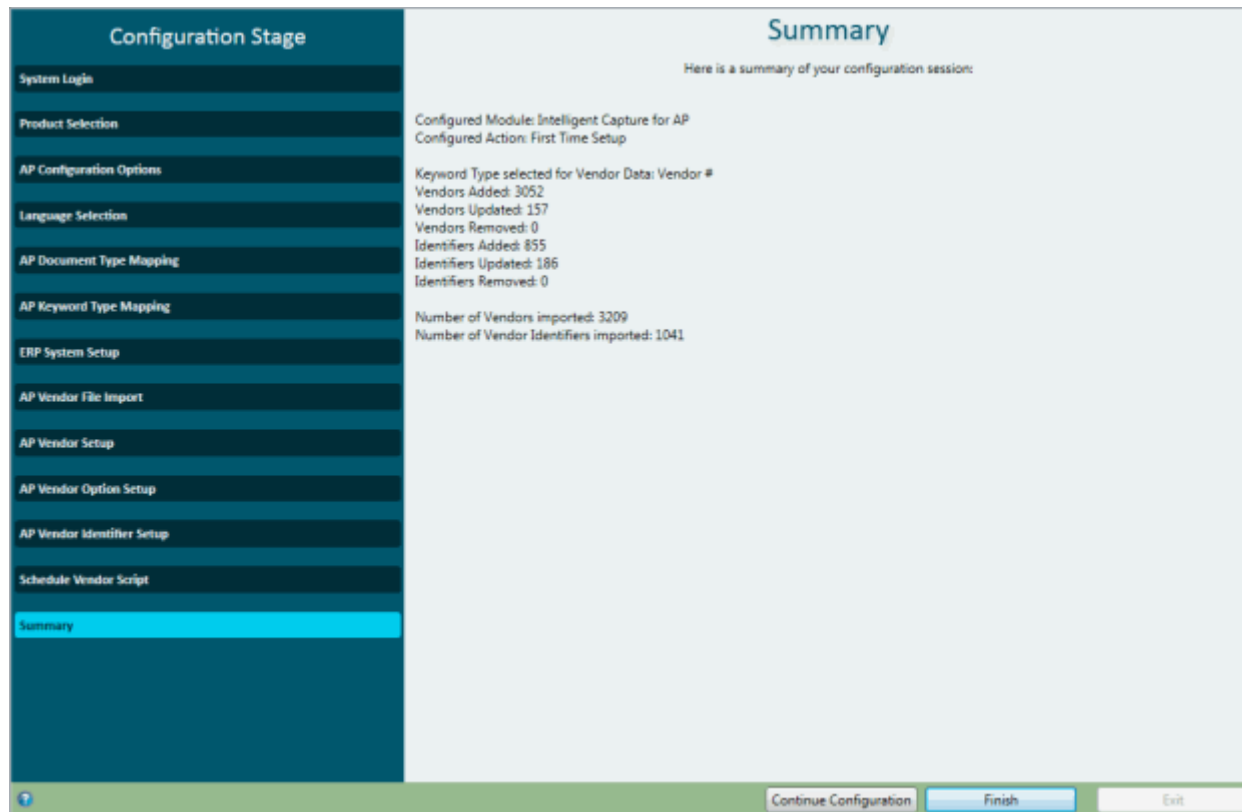 Configuration Stage
System Login
Product Selection
AP Configuration Options
Language Selection
AP Document Type Mapping
AP Keyword Type Mapping
ERP System Setup
AP Vendor File Import
AP Vendor Setup
AP Vendor Option Setup
AP Vendor Identifier Setup
Schedule Vendor Script
Summary
Summary
Here is a summary of your configuration session:
Configured Module: Intelligent Capture for AP
Configured Action: First Time Setup
Keyword Type selected for Vendor Data: Vendor #
Vendors Added: 3052
Vendors Updated: 157
Vendors Removed: 0
Identifiers Added: 855
Identifiers Updated: 186
Identifiers Removed: 0
Number of Vendors imported: 3209
Number of Vendor Identifiers imported: 1041
?
Continue Configuration
Finish
Exit